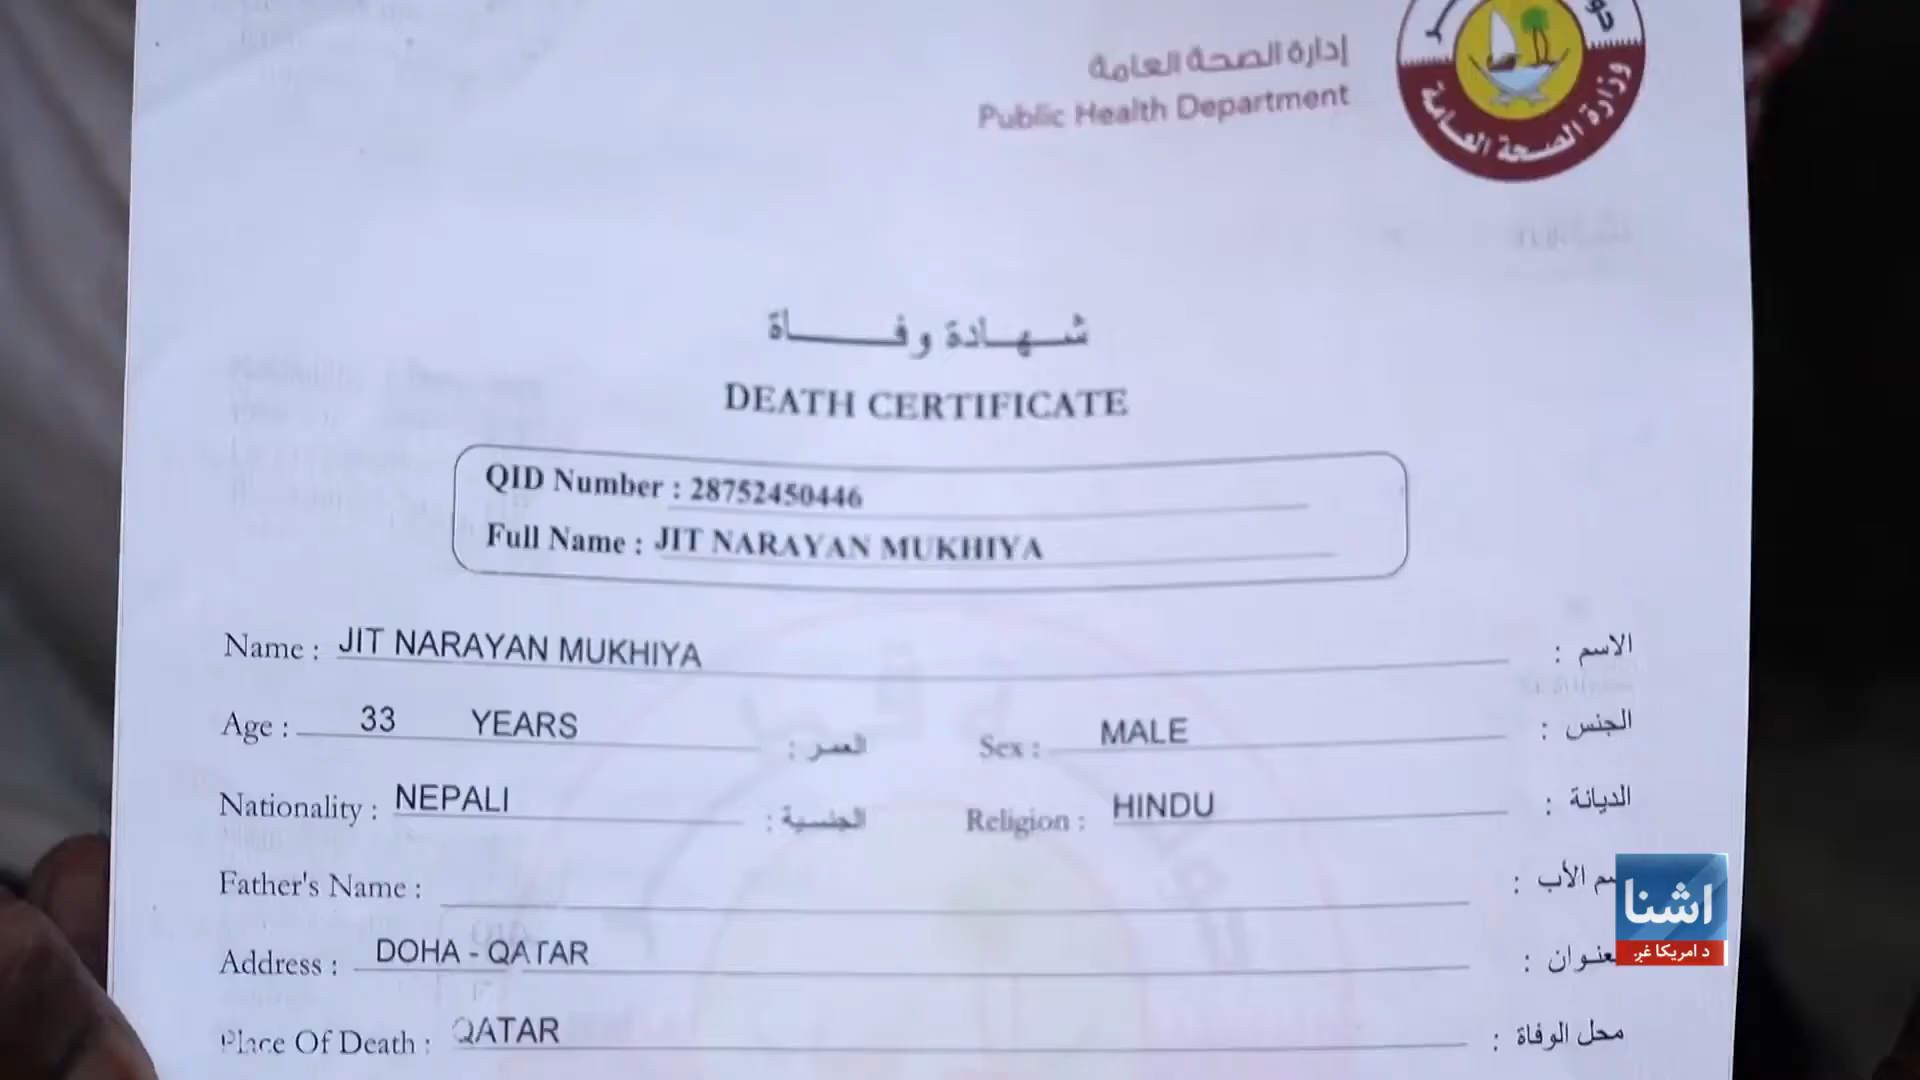 إدارة الصحة العامة
Public Health Department
وزارة الصحة العامة
شهادة وفاة
DEATH CERTIFICATE
QID Number : 28752450446
Full Name : JIT NARAYAN MUKHIYA
Name : JIT NARAYAN MUKHIYA الاسم :
Age : 33 YEARS العمر : Sex : MALE الجنس :
Nationality : NEPALI الجنسية : Religion : HINDU الديانة :
Father's Name : الأب :
Address : DOHA - QATAR
Place Of Death : QATAR محل الوفاة :
اشنا
د امریکا غږ